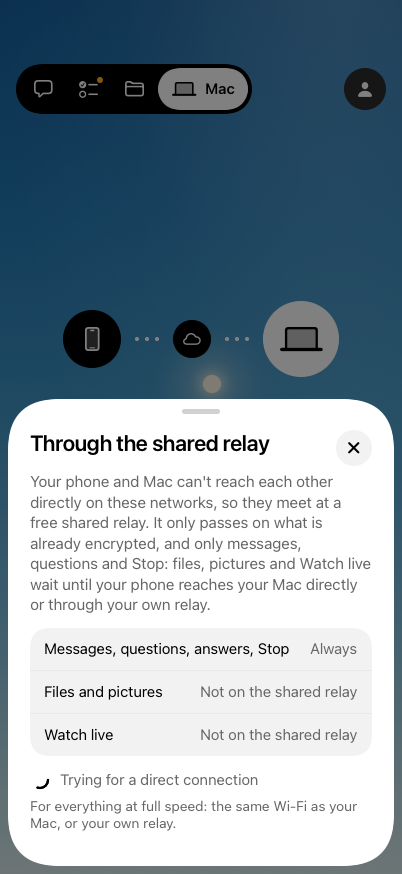 Mac
Through the shared relay
Your phone and Mac can't reach each other
directly on these networks, so they meet at a
free shared relay. It only passes on what is
already encrypted, and only messages,
questions and Stop: files, pictures and Watch live
wait until your phone reaches your Mac directly
or through your own relay.
Messages, questions, answers, Stop Always
Files and pictures Not on the shared relay
Watch live Not on the shared relay
Trying for a direct connection
For everything at full speed: the same Wi-Fi as your
Mac, or your own relay.